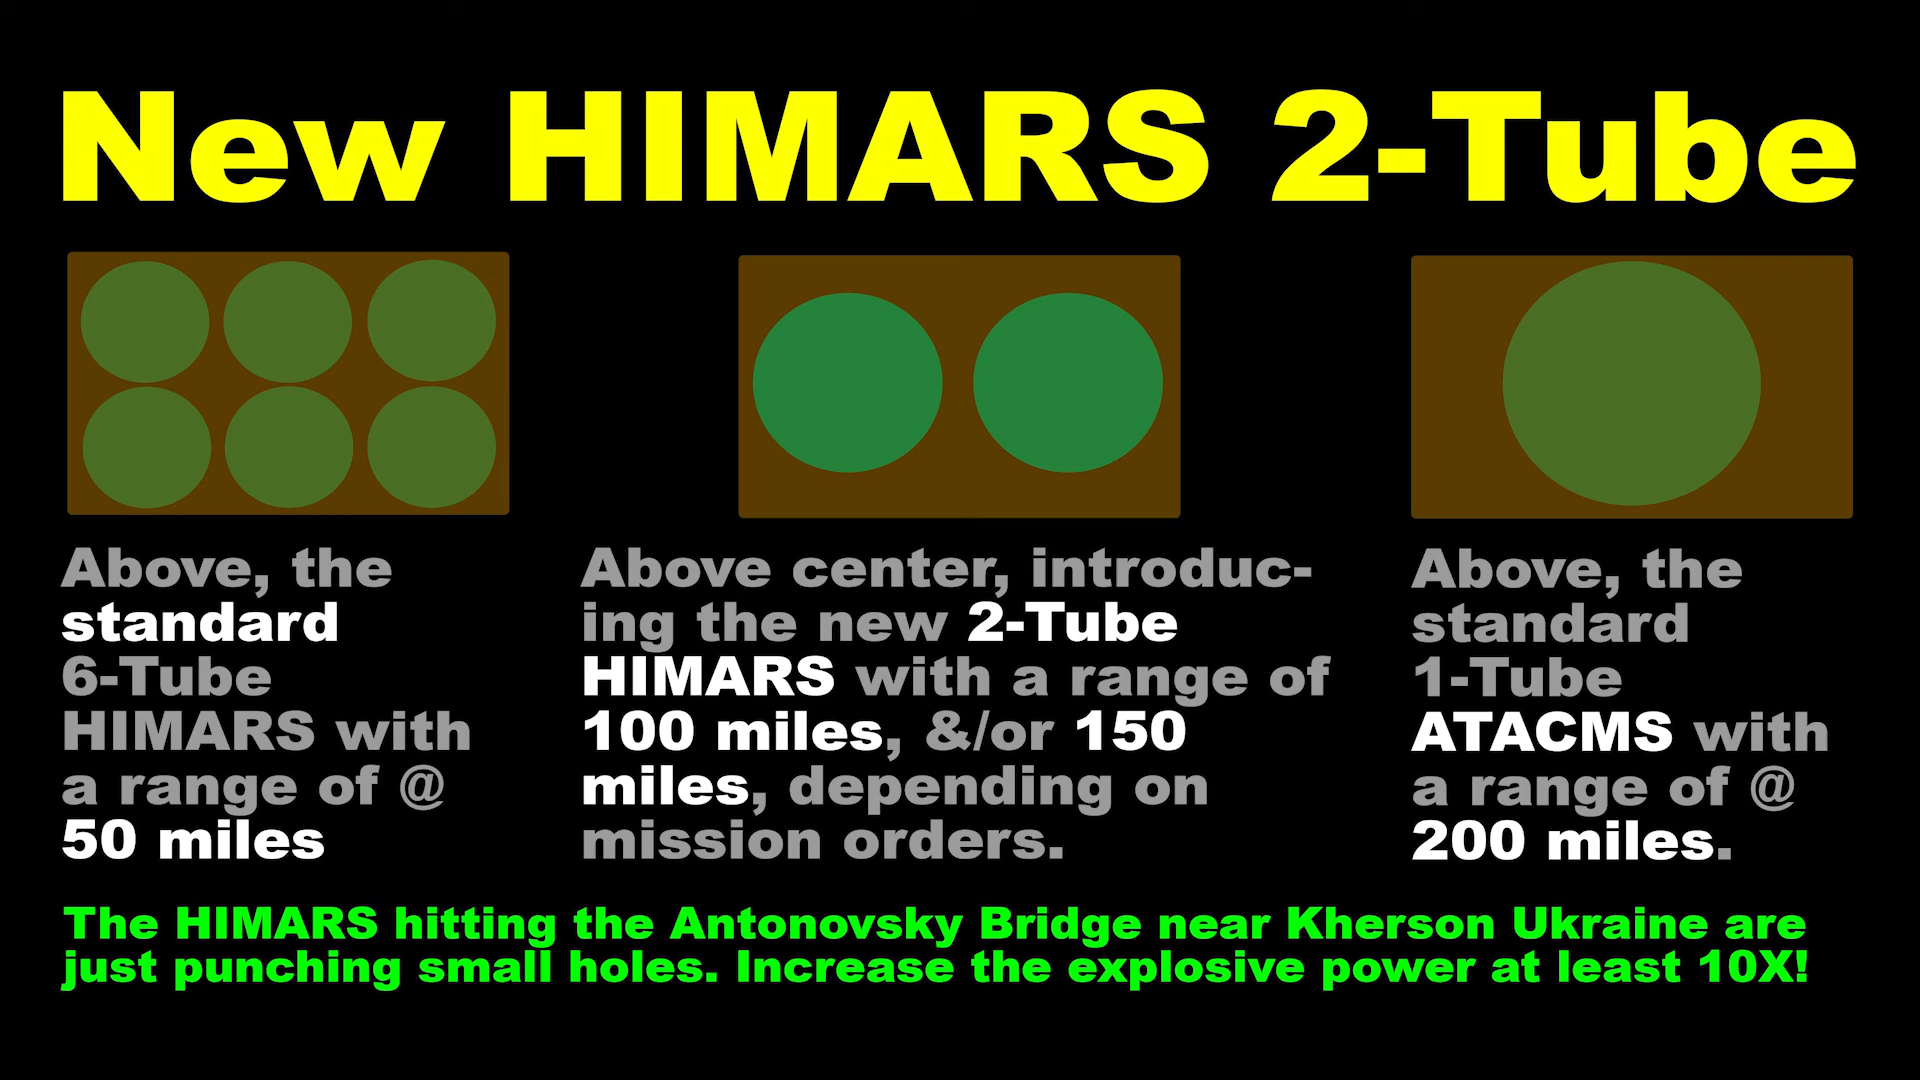 New HIMARS 2-Tube
Above, the
standard
6-Tube
HIMARS with
a range of @
50 miles
Above center, introduc-
ing the new 2-Tube
HIMARS with a range of
100 miles, &/or 150
miles, depending on
mission orders.
Above, the
standard
1-Tube
ATACMS with
a range of @
200 miles.
The HIMARS hitting the Antonovsky Bridge near Kherson Ukraine are
just punching small holes. Increase the explosive power at least 10X!